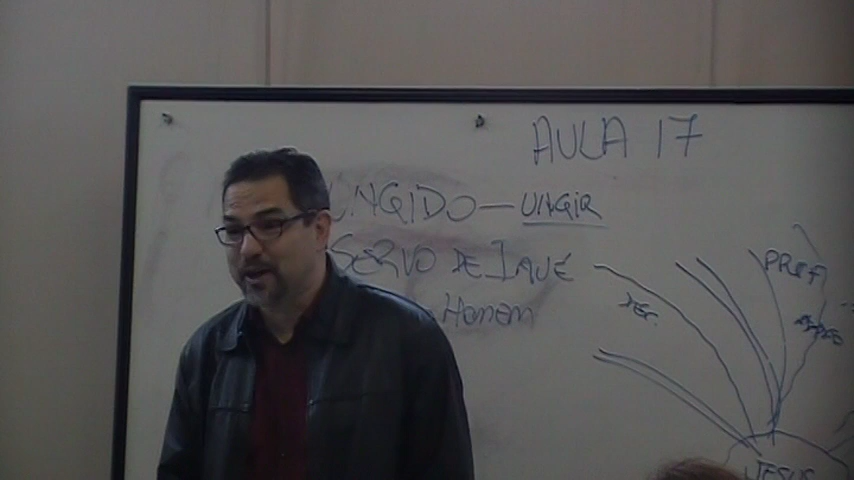 AULA 17
UNGIDO — UNGIR
SERVO DE IAVÉ
Homem
PROF
JESUS